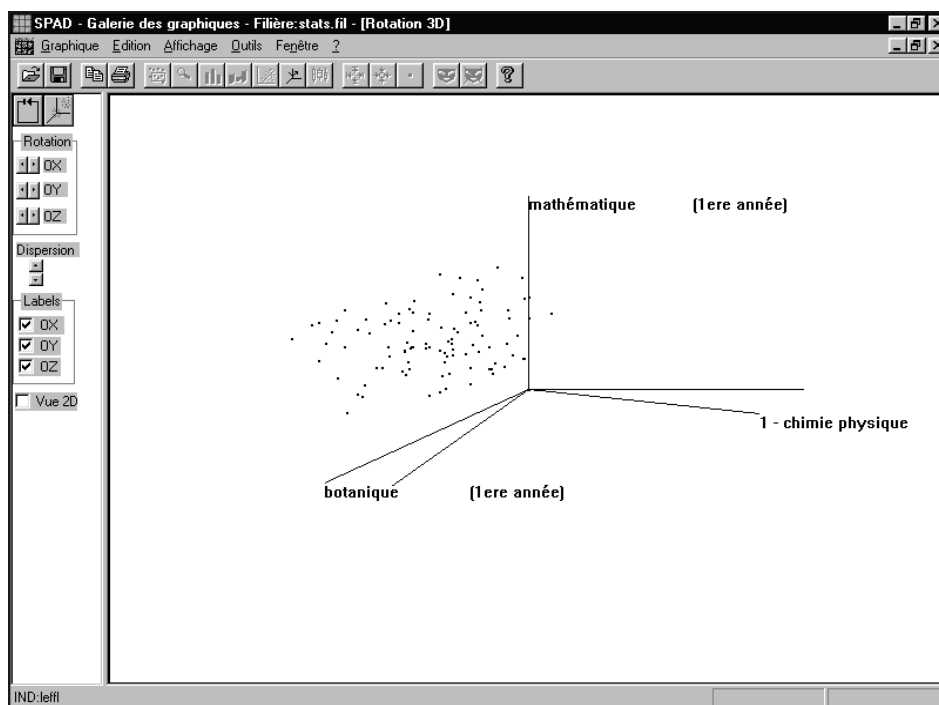 SPAD - Galerie des graphiques - Filière:stats.fil - [Rotation 3D]
Graphique Edition Affichage Outils Fenêtre ?
Rotation
OX
OY
OZ
Dispersion
Labels
OX
OY
OZ
Vue 2D
mathématique (1ere année)
1 - chimie physique
botanique (1ere année)
IND:leffl